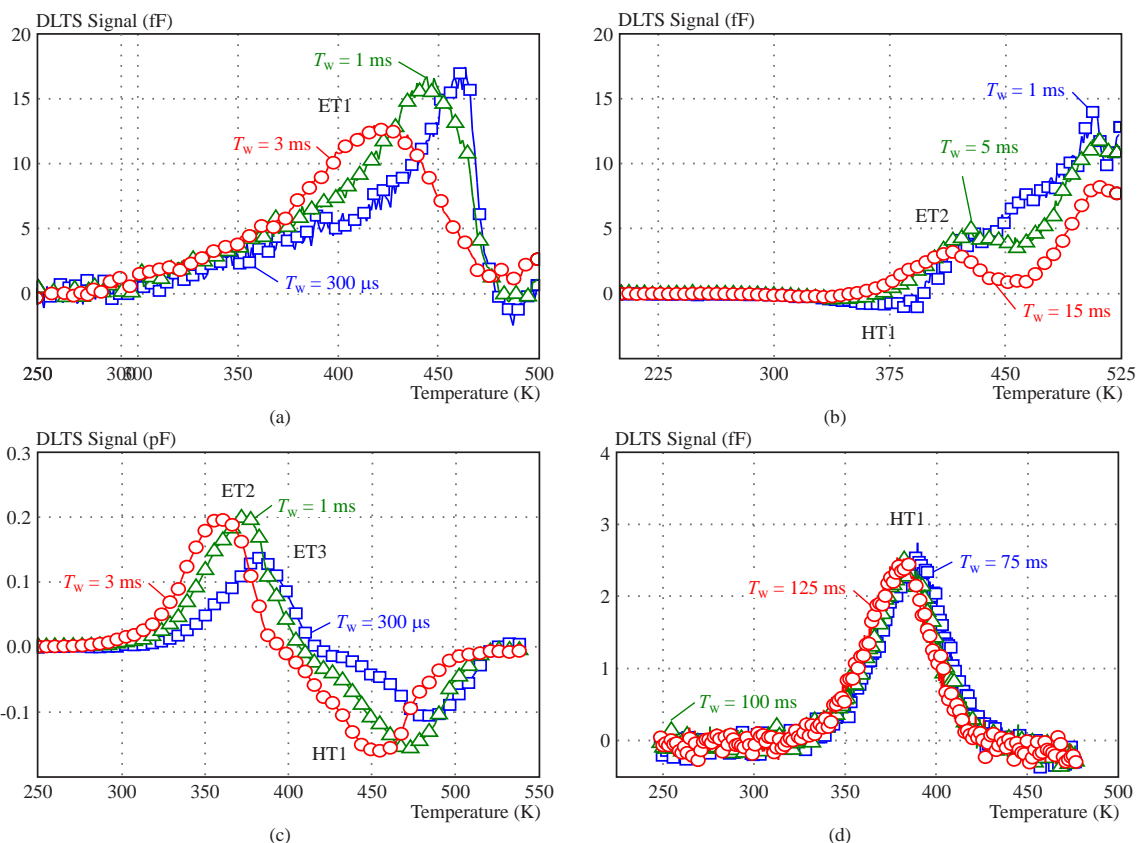 DLTS Signal (fF)
20
15
10
5
0
T_W = 1 ms
ET1
T_W = 3 ms
T_W = 300 μs
250 300 300 350 400 450 500
Temperature (K)
(a)
DLTS Signal (fF)
20
15
10
5
0
T_W = 1 ms
T_W = 5 ms
ET2
HT1
T_W = 15 ms
225 300 375 450 525
Temperature (K)
(b)
DLTS Signal (pF)
0.3
0.2
0.1
0.0
-0.1
ET2
T_W = 1 ms
ET3
T_W = 3 ms
T_W = 300 μs
HT1
250 300 350 400 450 500 550
Temperature (K)
(c)
DLTS Signal (fF)
4
3
2
1
0
HT1
T_W = 75 ms
T_W = 125 ms
T_W = 100 ms
250 300 350 400 450 500
Temperature (K)
(d)